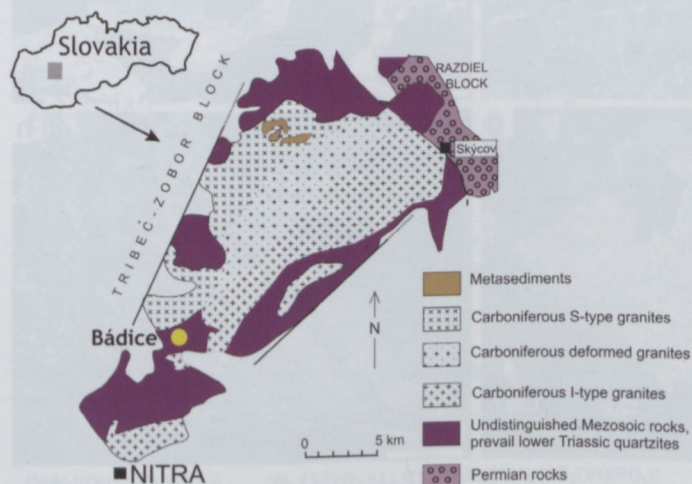 Slovakia
TRIBEČ-ZOBOR BLOCK
RAZDIEL
BLOCK
Skýcov
Bádice
NITRA
N
0 5 km
Metasediments
Carboniferous S-type granites
Carboniferous deformed granites
Carboniferous I-type granites
Undistinguished Mezosoic rocks,
prevail lower Triassic quartzites
Permian rocks